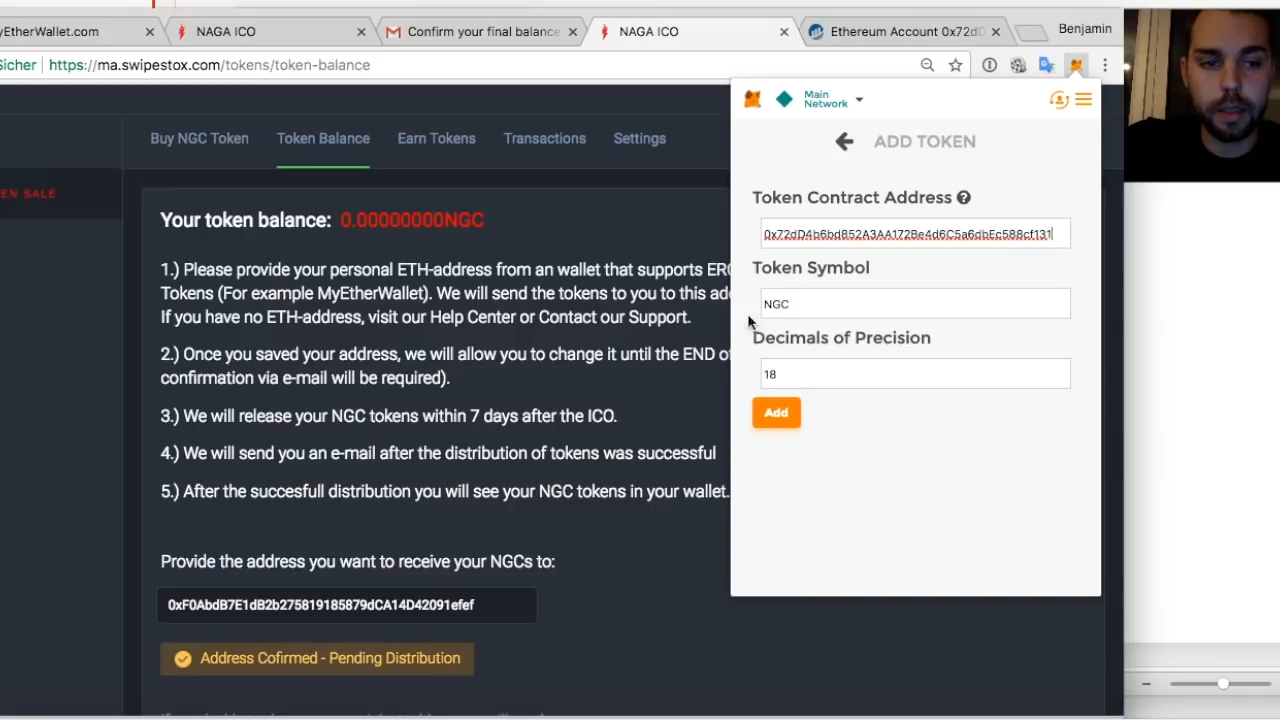 MyEtherWallet.com
NAGA ICO
Confirm your final balance
NAGA ICO
Ethereum Account 0x72dD
Benjamin
Sicher
https://ma.swipestox.com/tokens/token-balance
Buy NGC Token
Token Balance
Earn Tokens
Transactions
Settings
EN SALE
Your token balance: 0.00000000NGC
1.) Please provide your personal ETH-address from an wallet that supports ERC
Tokens (For example MyEtherWallet). We will send the tokens to you to this add
If you have no ETH-address, visit our Help Center or Contact our Support.
2.) Once you saved your address, we will allow you to change it until the END of
confirmation via e-mail will be required).
3.) We will release your NGC tokens within 7 days after the ICO.
4.) We will send you an e-mail after the distribution of tokens was successful
5.) After the succesfull distribution you will see your NGC tokens in your wallet.
Provide the address you want to receive your NGCs to:
0xF0AbdB7E1dB2b275819185879dCA14D42091efef
Address Cofirmed - Pending Distribution
Main
Network
ADD TOKEN
Token Contract Address
0x72dD4b6bd852A3AA172Be4d6C5a6dbEc588cf131
Token Symbol
NGC
Decimals of Precision
18
Add